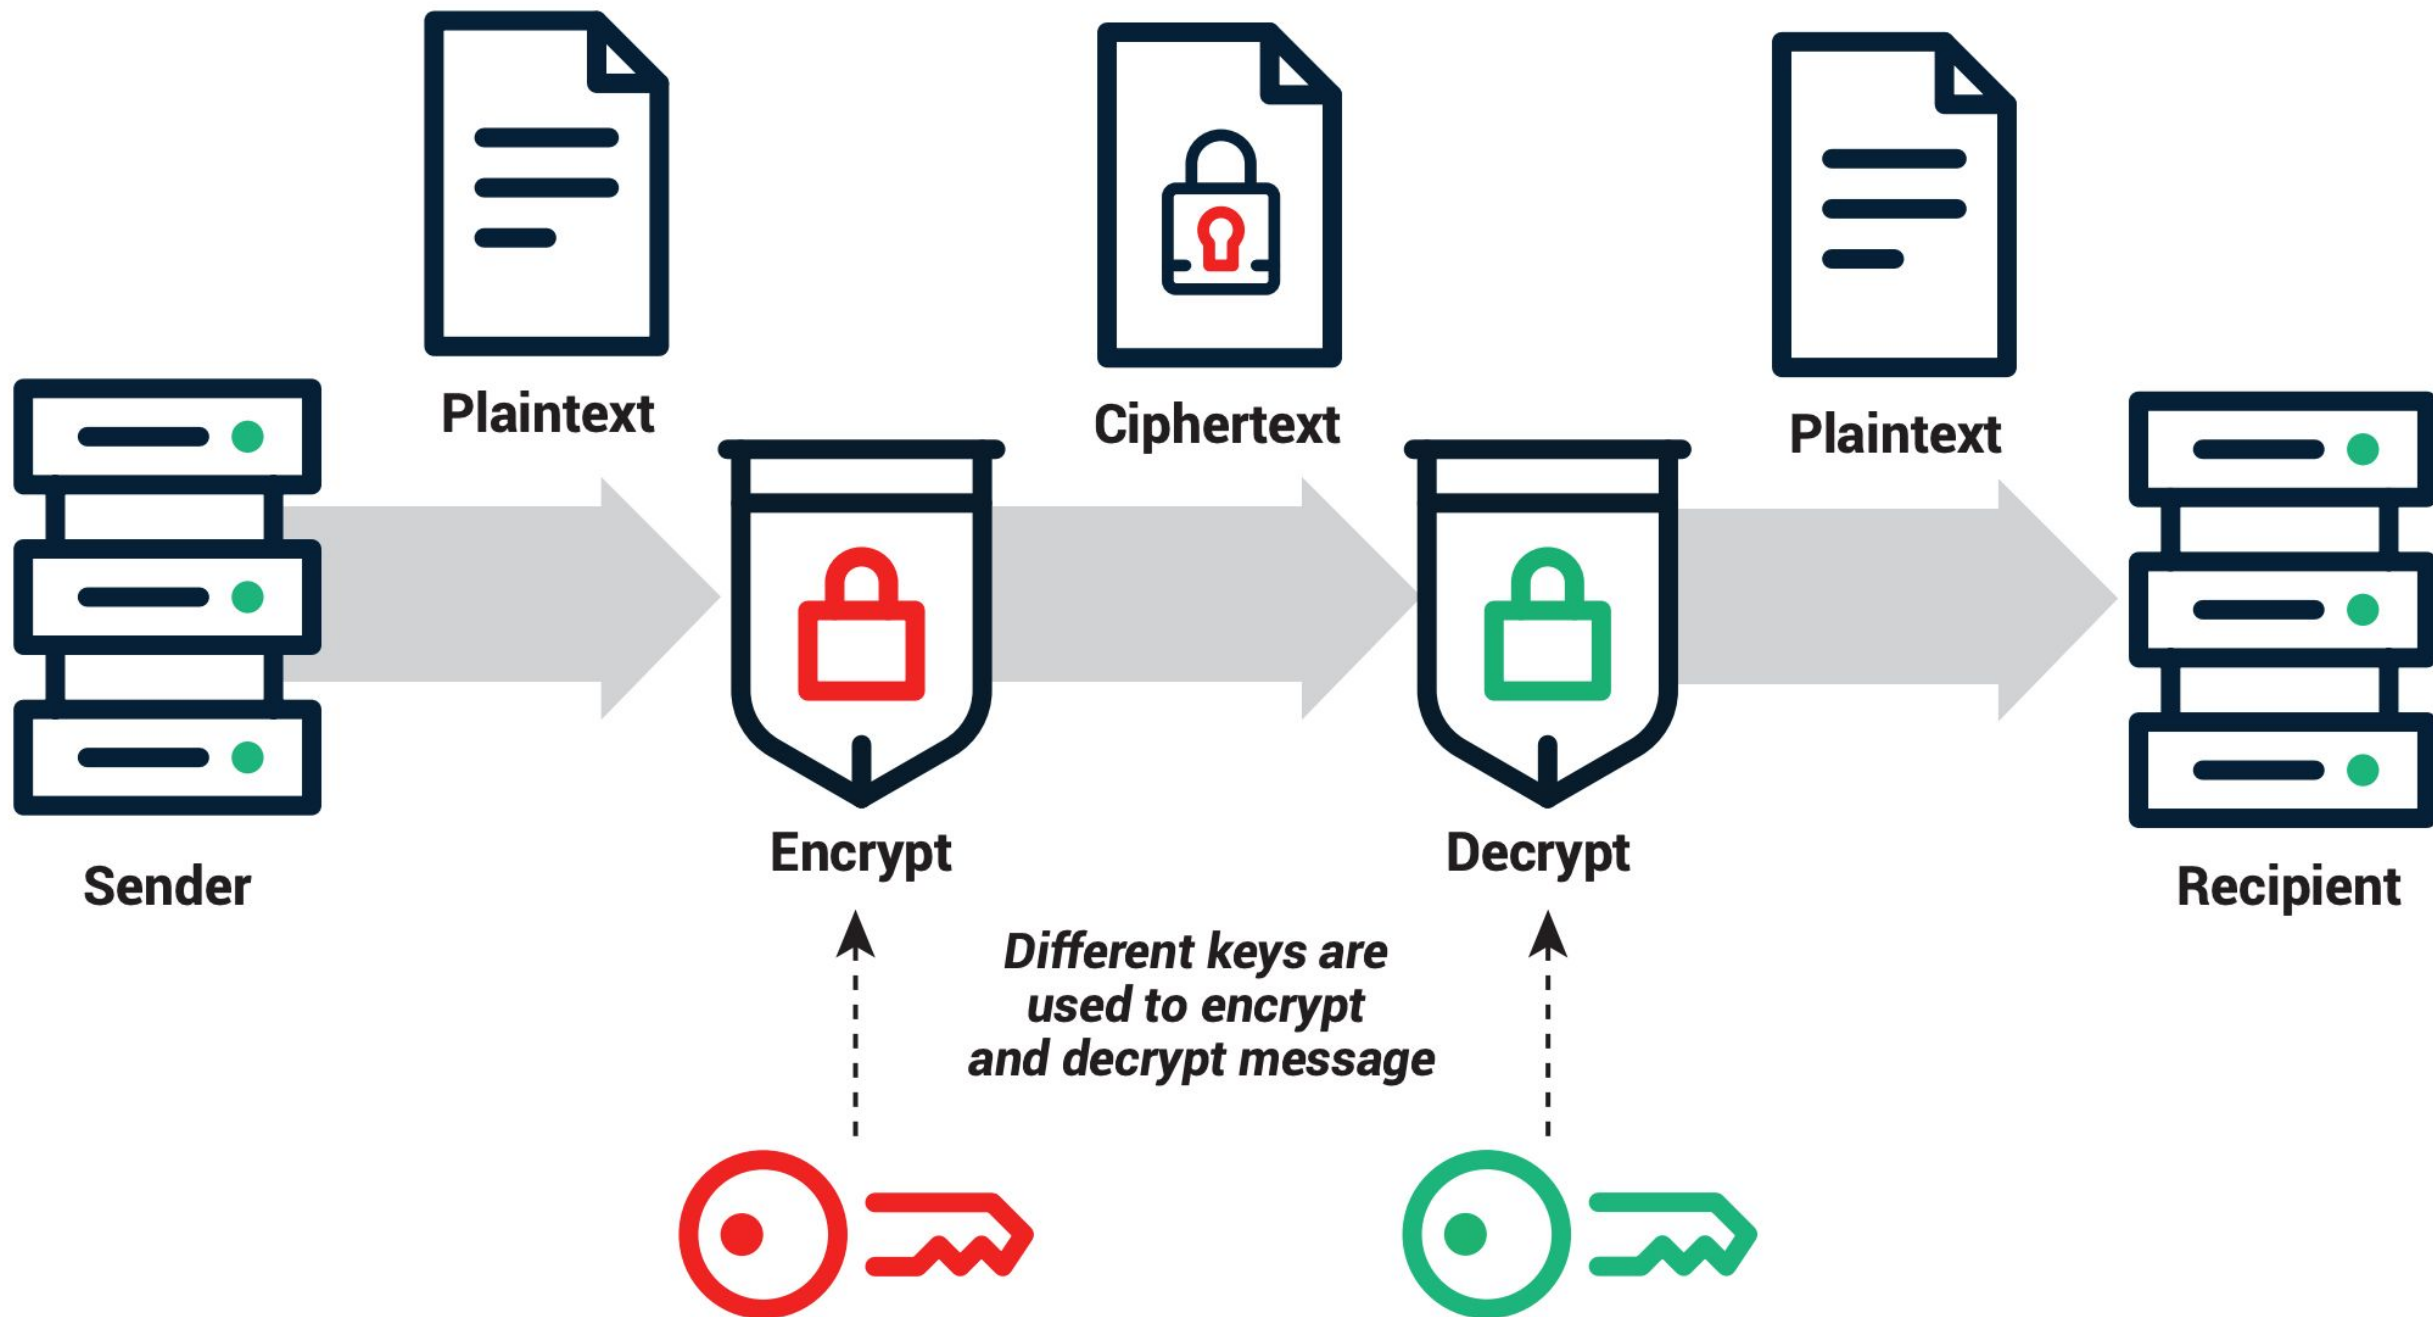 Plaintext
Ciphertext
Plaintext
Sender
Encrypt
Decrypt
Recipient
Different keys are
used to encrypt
and decrypt message